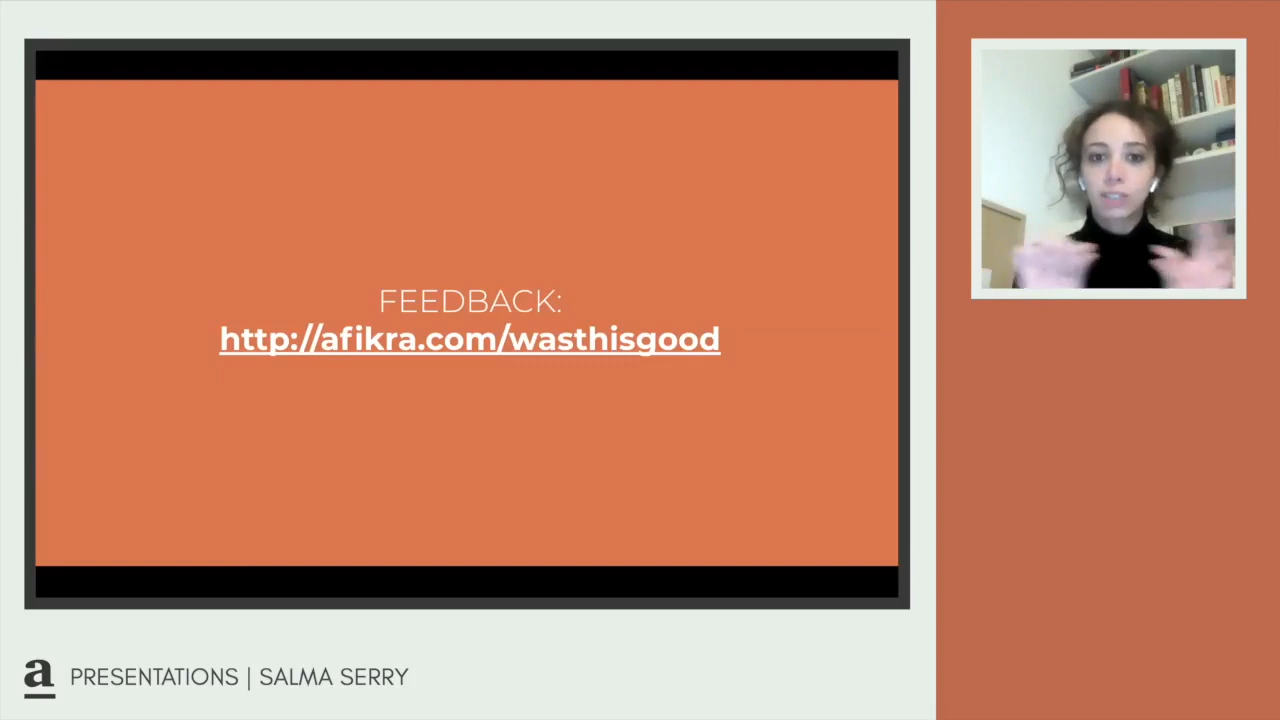 FEEDBACK:
http://afikra.com/wasthisgood
a PRESENTATIONS | SALMA SERRY